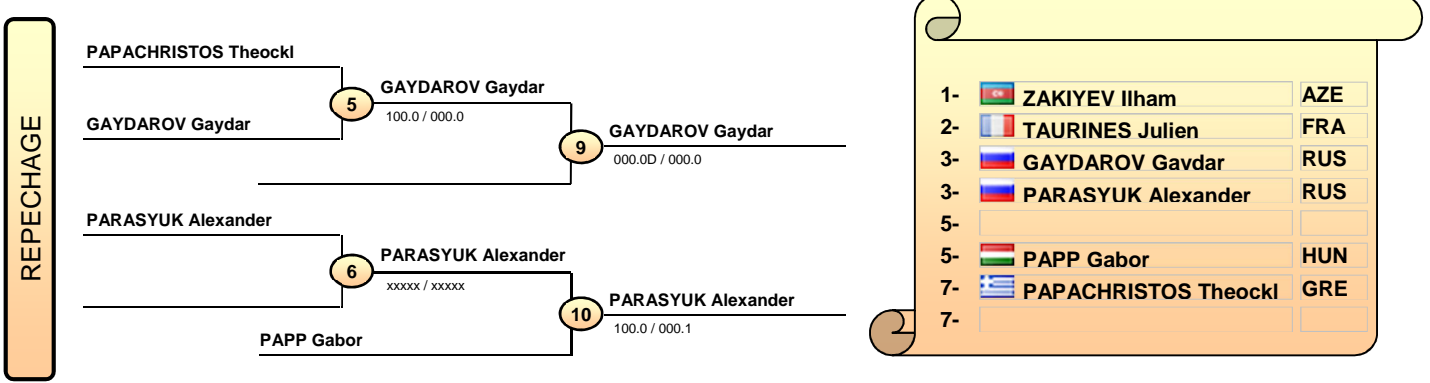 REPECHAGE
PAPACHRISTOS Theockl
5
GAYDAROV Gaydar
100.0 / 000.0
GAYDAROV Gaydar
9
GAYDAROV Gaydar
000.0D / 000.0
PARASYUK Alexander
6
PARASYUK Alexander
xxxxx / xxxxx
10
PARASYUK Alexander
100.0 / 000.1
PAPP Gabor
1- ZAKIYEV Ilham AZE
2- TAURINES Julien FRA
3- GAYDAROV Gaydar RUS
3- PARASYUK Alexander RUS
5-
5- PAPP Gabor HUN
7- PAPACHRISTOS Theockl GRE
7-